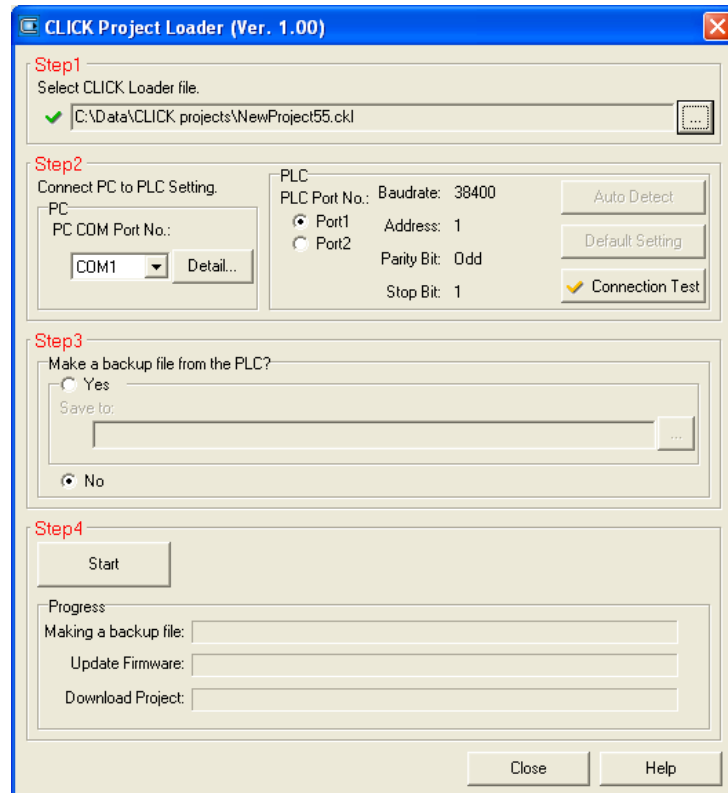 CLICK Project Loader (Ver. 1.00)
Step1
Select CLICK Loader file.
C:\Data\CLICK projects\NewProject55.ckl
...
Step2
Connect PC to PLC Setting.
PC
PC COM Port No.:
COM1
Detail...
PLC
PLC Port No.:
Port1
Port2
Baudrate: 38400
Address: 1
Parity Bit: Odd
Stop Bit: 1
Auto Detect
Default Setting
Connection Test
Step3
Make a backup file from the PLC?
Yes
Save to:
...
No
Step4
Start
Progress
Making a backup file:
Update Firmware:
Download Project:
Close
Help